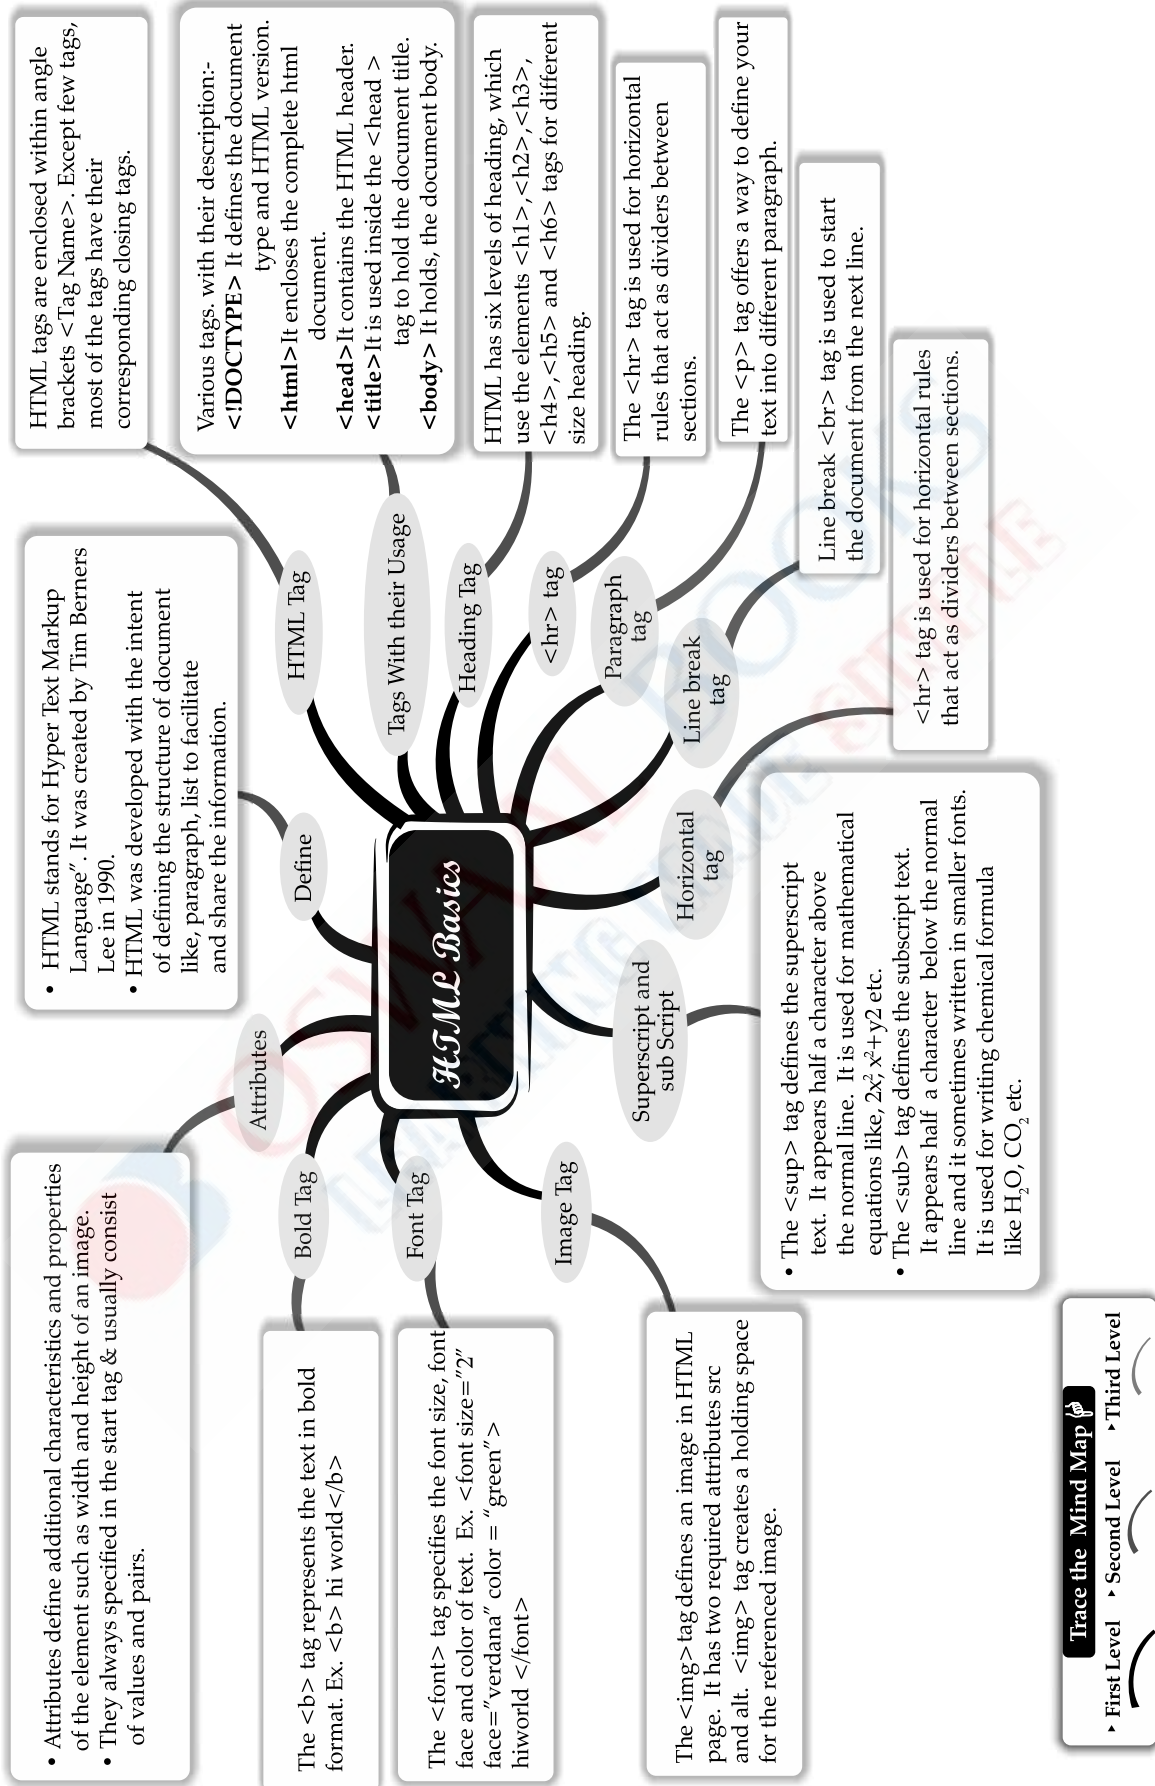 HTML Basics
Define
• HTML stands for Hyper Text Markup
Language”. It was created by Tim Berners
Lee in 1990.
• HTML was developed with the intent
of defining the structure of document
like, paragraph, list to facilitate
and share the information.
HTML Tag
HTML tags are enclosed within angle
brackets <Tag Name>. Except few tags,
most of the tags have their
corresponding closing tags.
Tags With their Usage
Various tags. with their description:-
<!DOCTYPE> It defines the document
type and HTML version.
<html>It encloses the complete html
document.
<head>It contains the HTML header.
<title>It is used inside the <head >
tag to hold the document title.
<body> It holds, the document body.
Heading Tag
HTML has six levels of heading, which
use the elements <h1>,<h2>,<h3>,
<h4>,<h5> and <h6> tags for different
size heading.
<hr> tag
The <hr> tag is used for horizontal
rules that act as dividers between
sections.
Paragraph
tag
The <p> tag offers a way to define your
text into different paragraph.
Line break
tag
Line break <br> tag is used to start
the document from the next line.
Horizontal
tag
<hr> tag is used for horizontal rules
that act as dividers between sections.
Superscript and
sub Script
• The <sup> tag defines the superscript
text. It appears half a character above
the normal line. It is used for mathematical
equations like, 2x², x²+y2 etc.
• The <sub> tag defines the subscript text.
It appears half a character below the normal
line and it sometimes written in smaller fonts.
It is used for writing chemical formula
like H₂O, CO₂ etc.
Attributes
• Attributes define additional characteristics and properties
of the element such as width and height of an image.
• They always specified in the start tag & usually consist
of values and pairs.
Bold Tag
The <b> tag represents the text in bold
format. Ex. <b> hi world</b>
Font Tag
The <font> tag specifies the font size, font
face and color of text. Ex. <font size=”2”
face=”verdana” color = “green”>
hiworld </font>
Image Tag
The <img>tag defines an image in HTML
page. It has two required attributes src
and alt. <img> tag creates a holding space
for the referenced image.
Trace the Mind Map
▸ First Level ▸ Second Level ▸ Third Level
OSWAAL BOOKS
LEARNING MADE SIMPLE